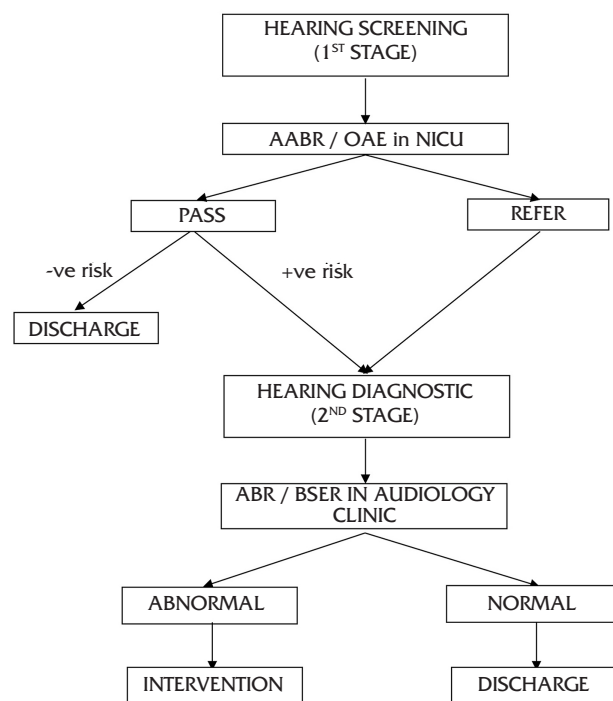 HEARING SCREENING
(1ST STAGE)
AABR / OAE in NICU
PASS
REFER
-ve risk
+ve risk
DISCHARGE
HEARING DIAGNOSTIC
(2ND STAGE)
ABR / BSER IN AUDIOLOGY
CLINIC
ABNORMAL
NORMAL
INTERVENTION
DISCHARGE